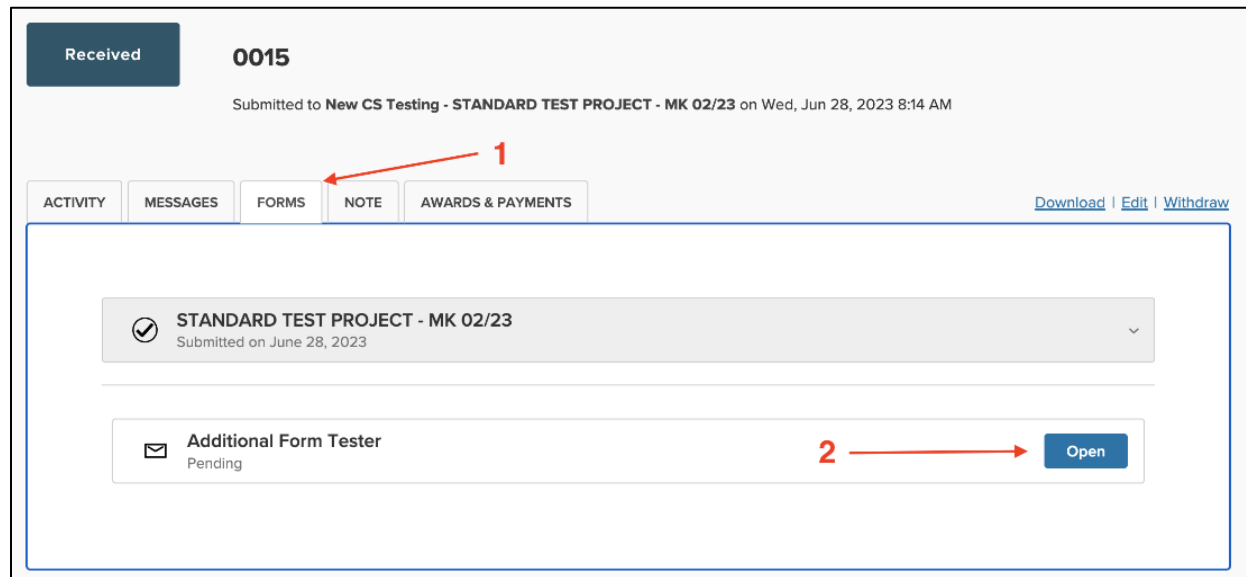 Received
0015
Submitted to New CS Testing - STANDARD TEST PROJECT - MK 02/23 on Wed, Jun 28, 2023 8:14 AM
1
ACTIVITY MESSAGES FORMS NOTE AWARDS & PAYMENTS Download | Edit | Withdraw
STANDARD TEST PROJECT - MK 02/23
Submitted on June 28, 2023
Additional Form Tester
Pending
2
Open